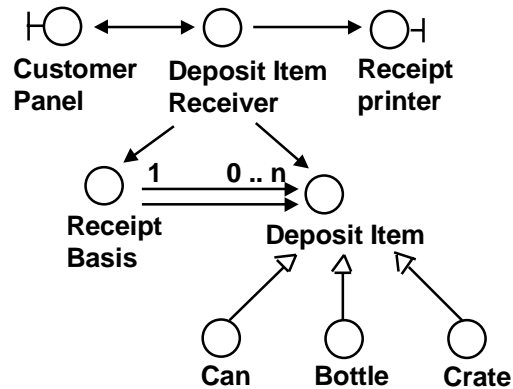 Customer
Panel
Deposit Item
Receiver
Receipt
printer
1
0 .. n
Receipt
Basis
Deposit Item
Can
Bottle
Crate